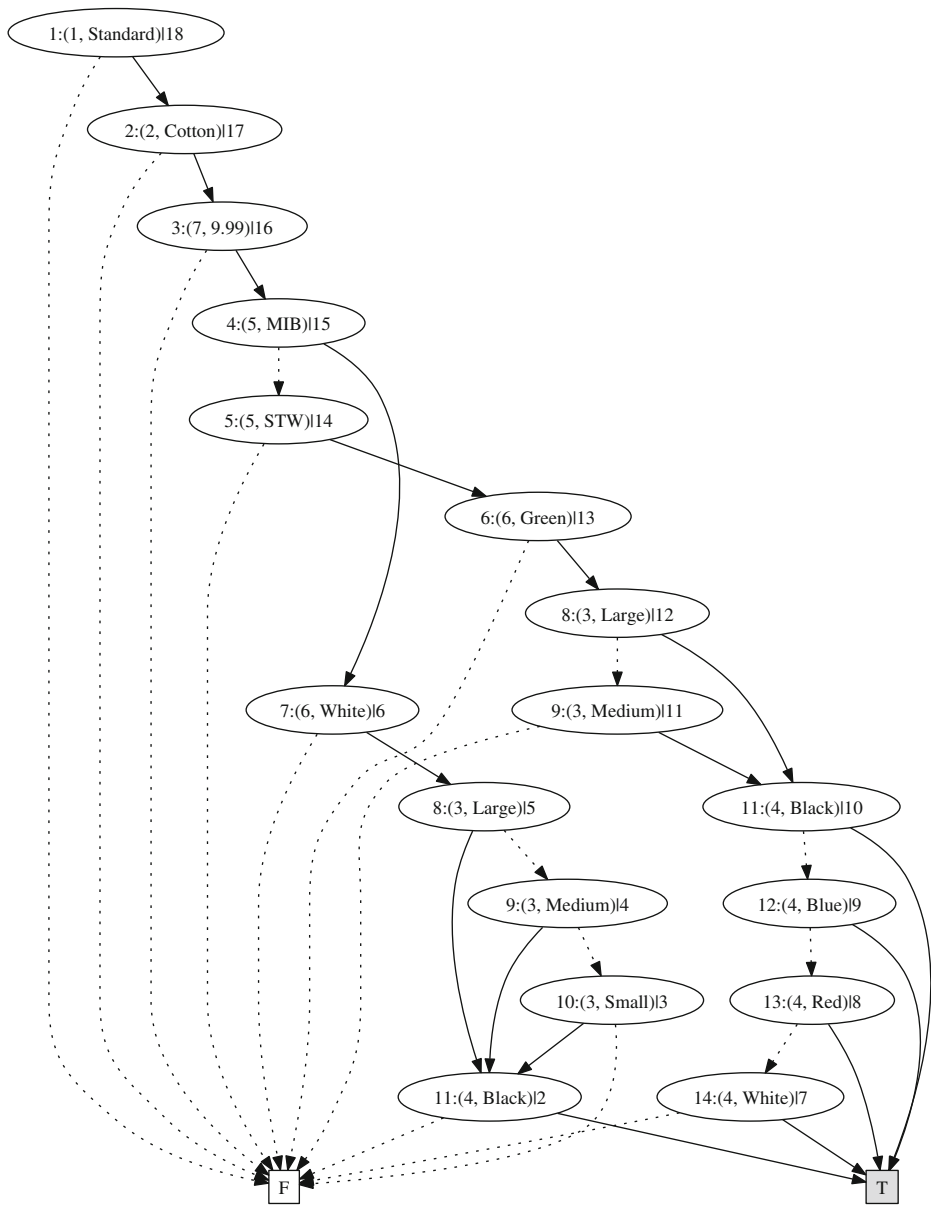 1:(1, Standard)|18
2:(2, Cotton)|17
3:(7, 9.99)|16
4:(5, MIB)|15
5:(5, STW)|14
6:(6, Green)|13
8:(3, Large)|12
7:(6, White)|6
9:(3, Medium)|11
8:(3, Large)|5
11:(4, Black)|10
9:(3, Medium)|4
12:(4, Blue)|9
10:(3, Small)|3
13:(4, Red)|8
11:(4, Black)|2
14:(4, White)|7
F
T